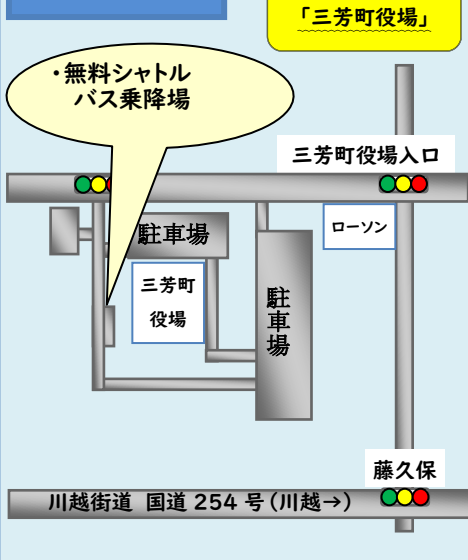 「三芳町役場」
・無料シャトル
バス乗降場
三芳町役場入口
駐車場
ローソン
三芳町
役場
駐車場
藤久保
川越街道 国道 254 号(川越→)